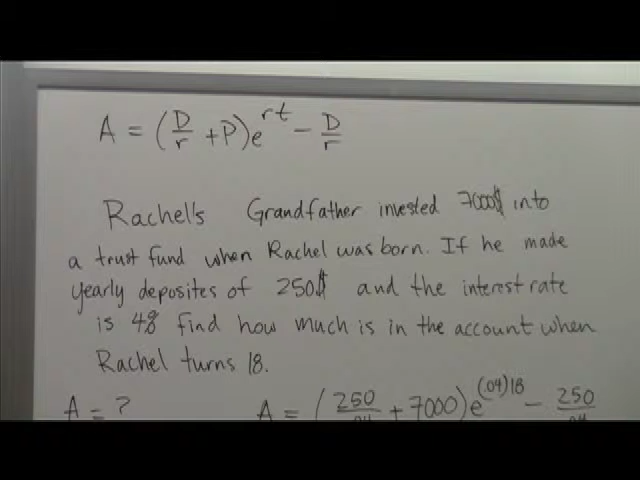 A = (D/r + P)e^rt - D/r
Rachel's Grandfather invested 7000$ into
a trust fund when Rachel was born. If he made
yearly deposites of 250$ and the interest rate
is 4% find how much is in the account when
Rachel turns 18.
A = ? A = (250/.04 + 7000)e^(.04)18 - 250/.04